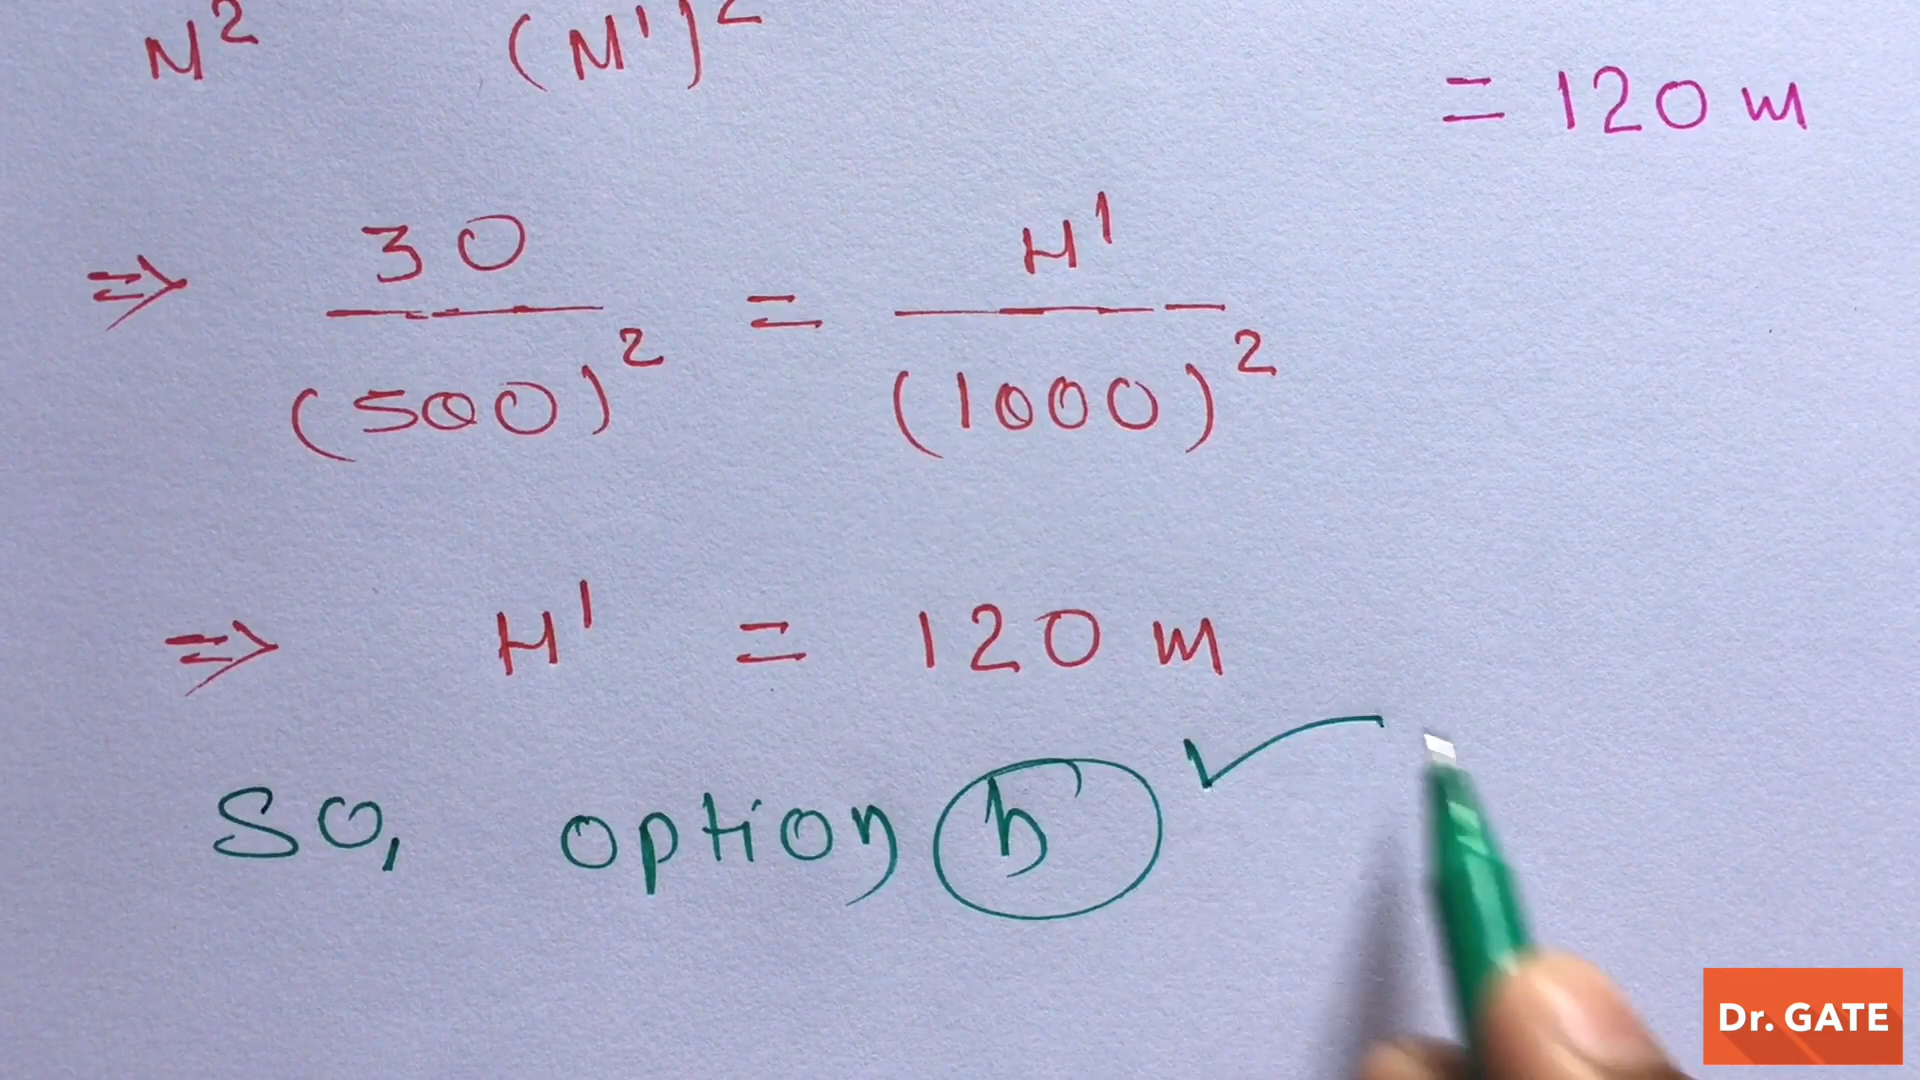 N² (N')²
= 120 m
⇒ 30 / (500)² = H' / (1000)²
⇒ H' = 120 m
So, option b
Dr. GATE